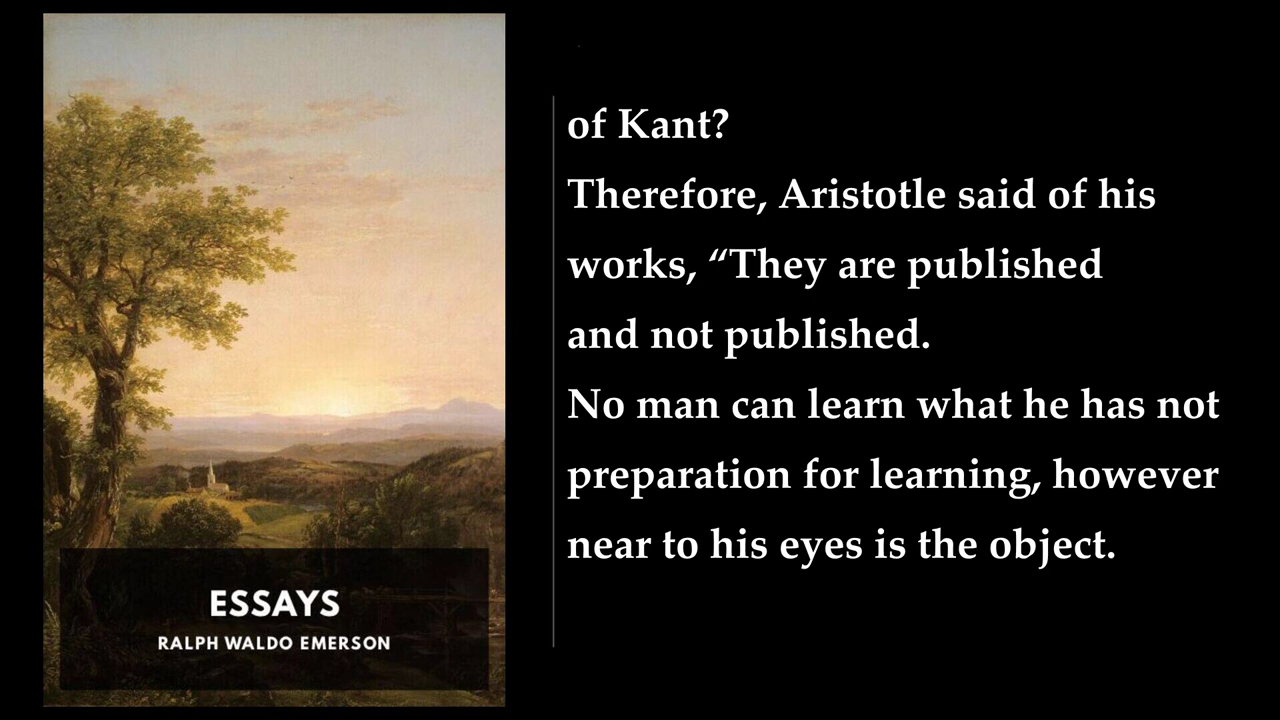 ESSAYS
RALPH WALDO EMERSON
of Kant?
Therefore, Aristotle said of his
works, “They are published
and not published.
No man can learn what he has not
preparation for learning, however
near to his eyes is the object.